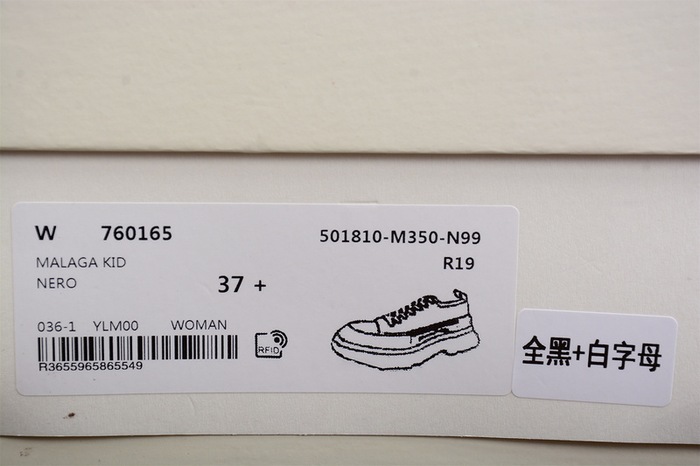 W 760165 501810-M350-N99
MALAGA KID R19
NERO 37 +
036-1 YLM00 WOMAN
RFID
R3655965865549
全黑+白字母